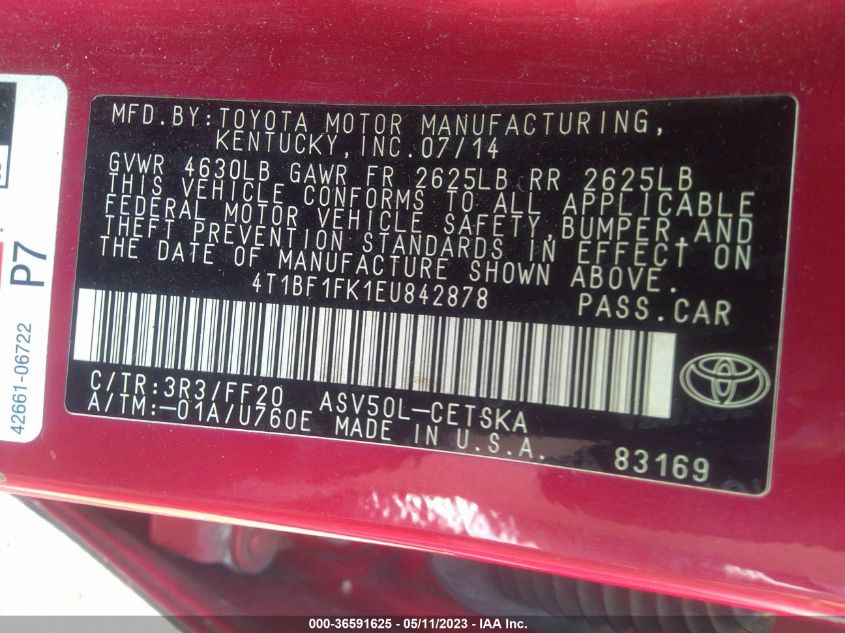 MFD.BY:TOYOTA MOTOR MANUFACTURING,
KENTUCKY,INC.07/14
GVWR 4630LB GAWR FR 2625LB RR 2625LB
THIS VEHICLE CONFORMS TO ALL APPLICABLE
FEDERAL MOTOR VEHICLE SAFETY,BUMPER,AND
THEFT PREVENTION STANDARDS IN EFFECT ON
THE DATE OF MANUFACTURE SHOWN ABOVE.
4T1BF1FK1EU842878 PASS.CAR
C/TR:3R3/FF20 ASV50L-CETSKA
A/TM:-01A/U760E MADE IN U.S.A.
83169
P7
42661-06722
000-36591625 - 05/11/2023 - IAA Inc.